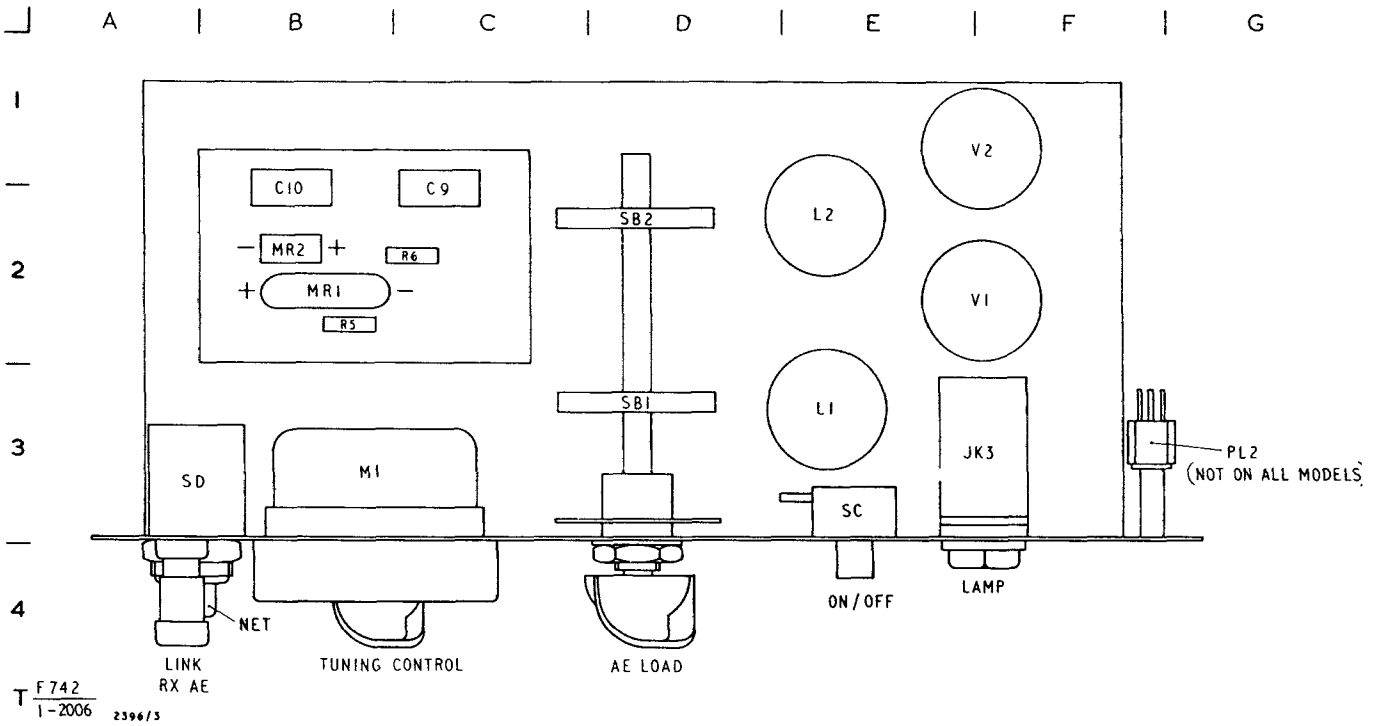 A | B | C | D | E | F | G
1
V2
C10 C9
L2
SB2
- MR2 +
R6
2
+ MR1 -
V1
R5
SB1
L1
3
JK3
PL2
(NOT ON ALL MODELS)
SD
M1
SC
LAMP
ON/OFF
4
NET
LINK
RX AE
TUNING CONTROL
AE LOAD
T F742
1-2006
2396/3